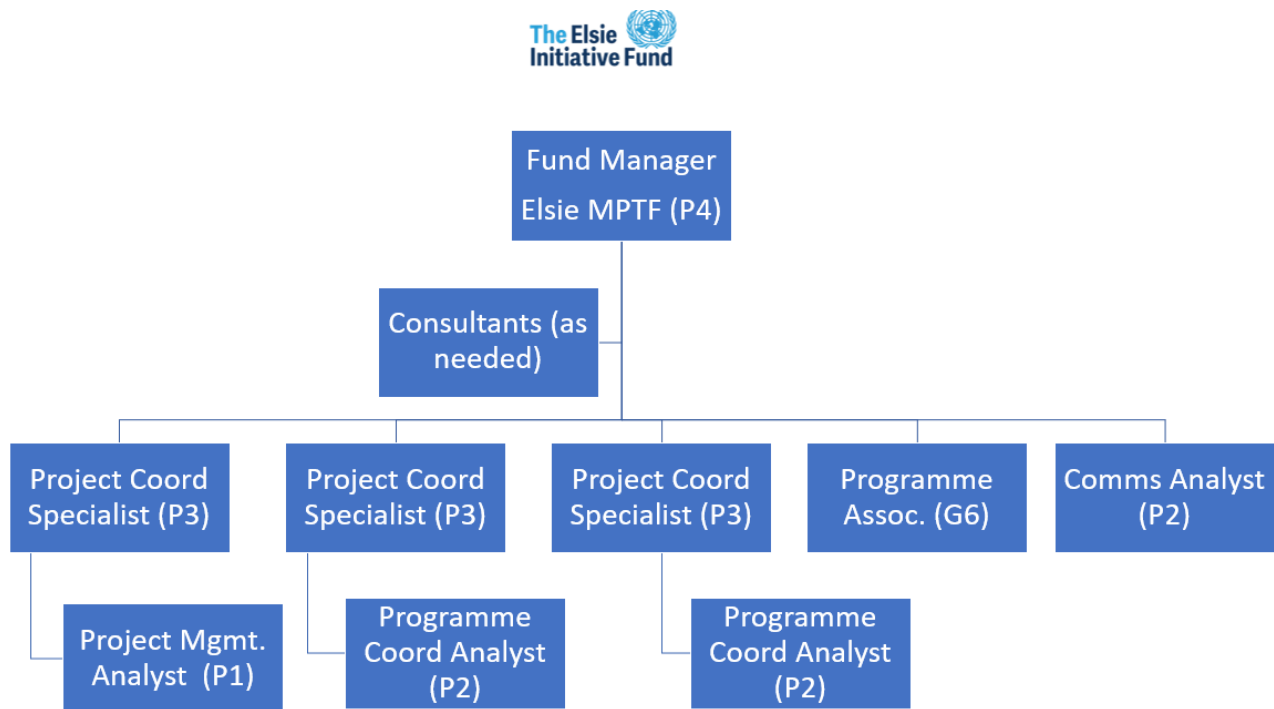 The Elsie
Initiative Fund
Fund Manager
Elsie MPTF (P4)
Consultants (as
needed)
Project Coord
Specialist (P3)
Project Coord
Specialist (P3)
Project Coord
Specialist (P3)
Programme
Assoc. (G6)
Comms Analyst
(P2)
Project Mgmt.
Analyst (P1)
Programme
Coord Analyst
(P2)
Programme
Coord Analyst
(P2)